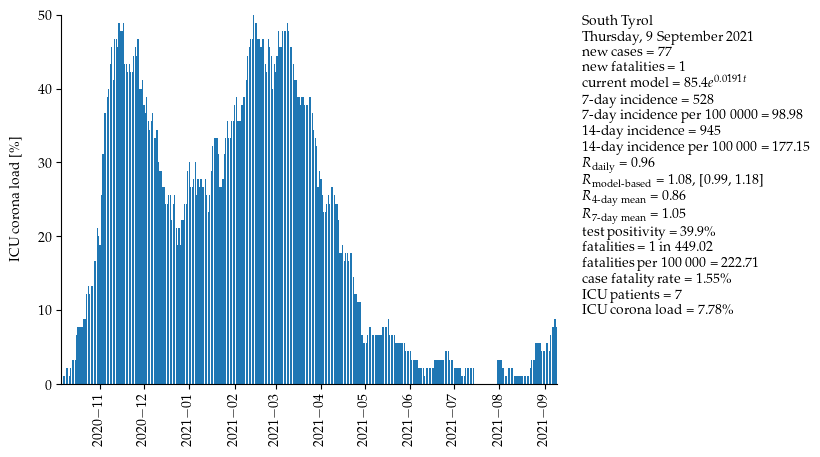 50
40
30
20
10
0
ICU corona load [%]
2020−11
2020−12
2021−01
2021−02
2021−03
2021−04
2021−05
2021−06
2021−07
2021−08
2021−09
South Tyrol
Thursday, 9 September 2021
new cases = 77
new fatalities = 1
current model = 85.4e^0.0191t
7-day incidence = 528
7-day incidence per 100 0000 = 98.98
14-day incidence = 945
14-day incidence per 100 000 = 177.15
R_daily = 0.96
R_model-based = 1.08, [0.99, 1.18]
R_4-day mean = 0.86
R_7-day mean = 1.05
test positivity = 39.9%
fatalities = 1 in 449.02
fatalities per 100 000 = 222.71
case fatality rate = 1.55%
ICU patients = 7
ICU corona load = 7.78%